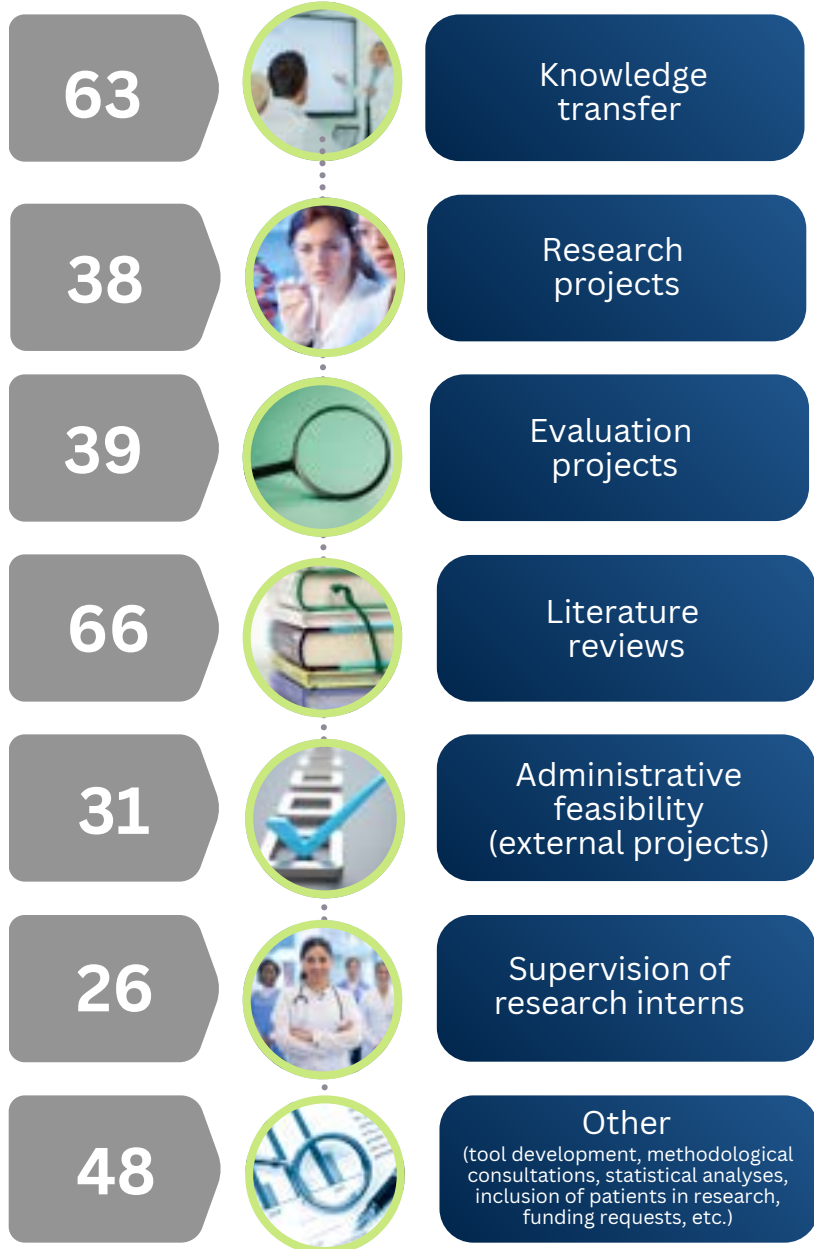 63
Knowledge
transfer
38
Research
projects
39
Evaluation
projects
66
Literature
reviews
31
Administrative
feasibility
(external projects)
26
Supervision of
research interns
48
Other
(tool development, methodological
consultations, statistical analyses,
inclusion of patients in research,
funding requests, etc.)